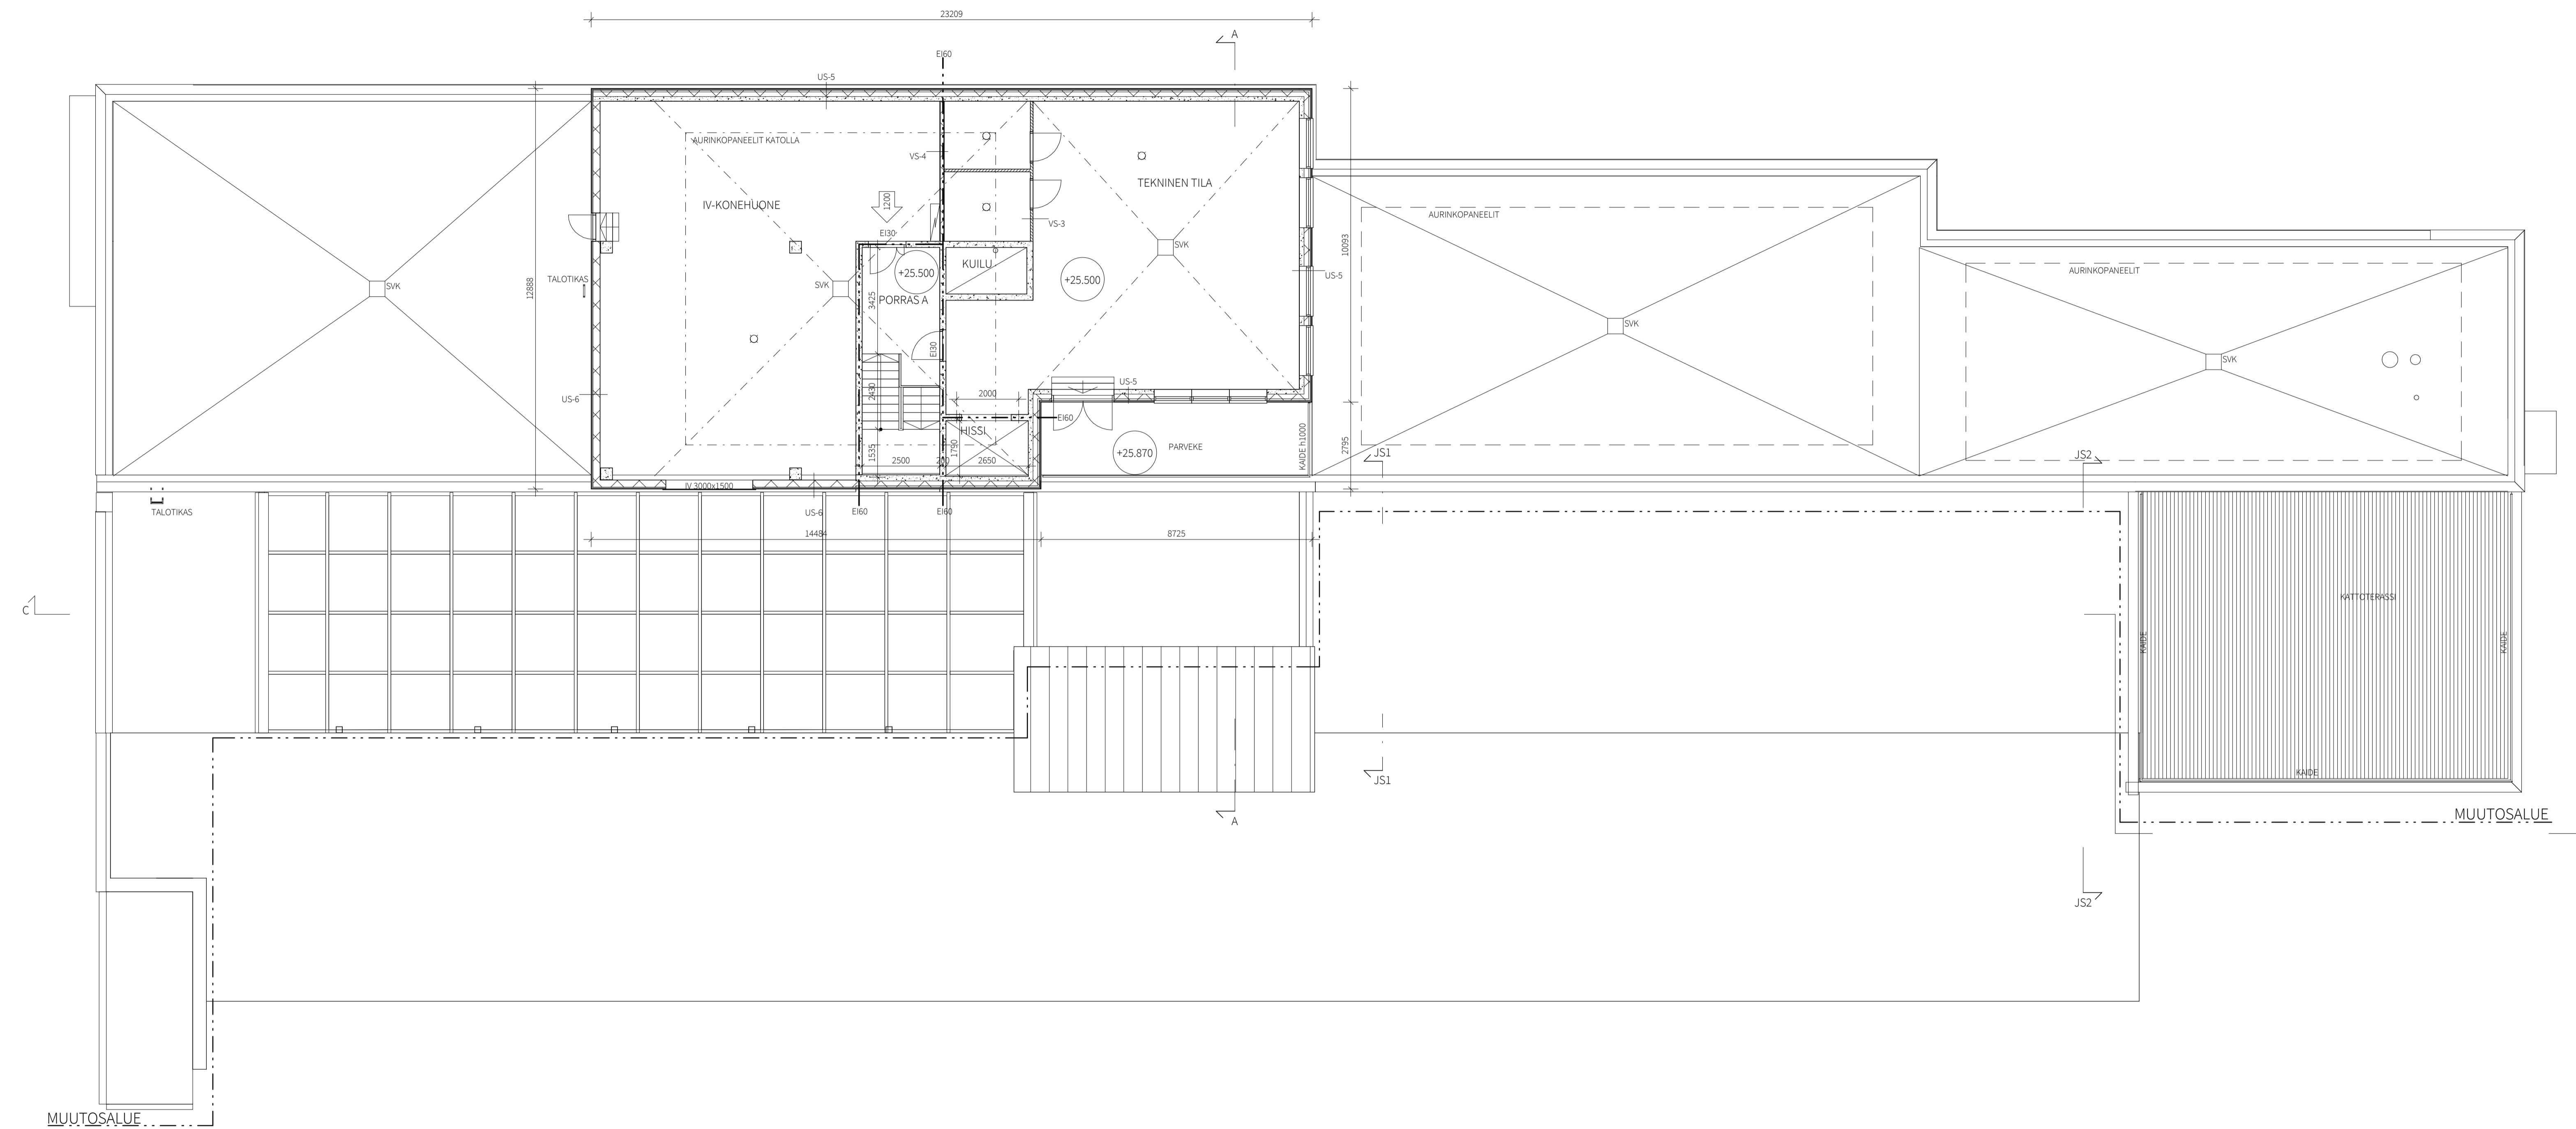 23209
A
EI60
US-5
AURINKOPANEELIT KATOLLA
VS-4
TEKNINEN TILA
IV-KONEHUONE
1200
AURINKOPANEELIT
VS-3
EI30
SVK
10093
KUILU
+25.500
+25.500
AURINKOPANEELIT
US-5
TALOTIKAS
12888
SVK
SVK
PORRAS A
3425
SVK
EI30
SVK
US-5
2430
2000
US-6
EI60
HISSI
KAIDE h1000
2795
PARVEKE
+25.870
1535
1790
JS1
JS2
2500
200
2650
IV 3000x1500
TALOTIKAS
US-6
EI60
EI60
14484
8725
C
KATTOTERASSI
KAIDE
KAIDE
KAIDE
JS1
A
MUUTOSALUE
JS2
MUUTOSALUE